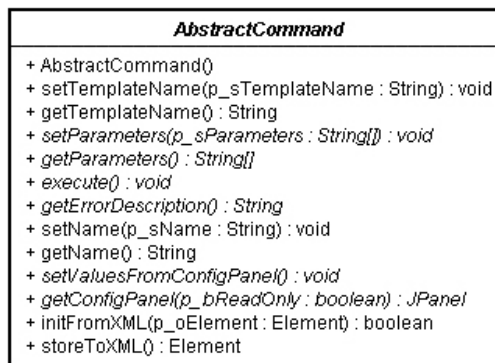 AbstractCommand
+ AbstractCommand()
+ setTemplateName(p_sTemplateName : String) : void
+ getTemplateName() : String
+ setParameters(p_sParameters : String[]) : void
+ getParameters() : String[]
+ execute() : void
+ getErrorDescription() : String
+ setName(p_sName : String) : void
+ getName() : String
+ setValuesFromConfigPanel() : void
+ getConfigPanel(p_bReadOnly : boolean) : JPanel
+ initFromXML(p_oElement : Element) : boolean
+ storeToXML() : Element